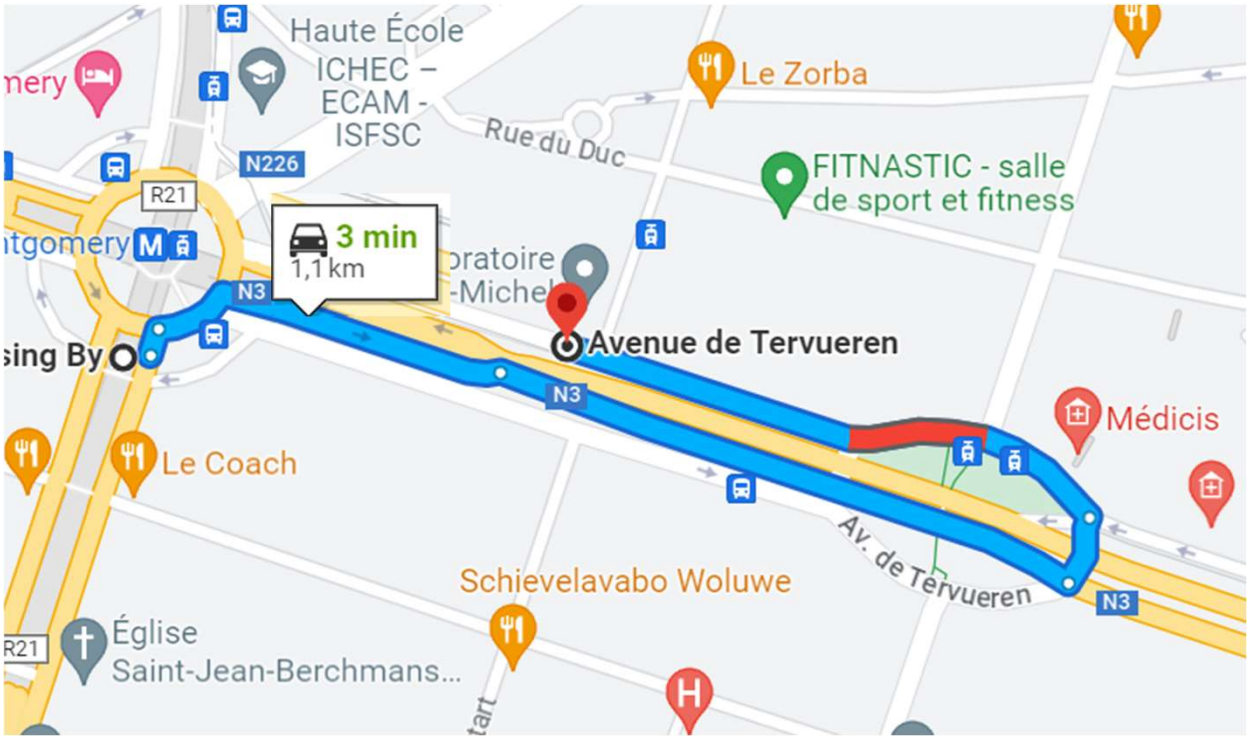 Haute École
ICHEC –
ECAM -
ISFSC
mery
Le Zorba
Rue du Duc
N226
FITNASTIC - salle
de sport et fitness
R21
3 min
1,1 km
ntgomery
M
oratoire
-Michel
N3
sing By
Avenue de Tervueren
N3
Médicis
Le Coach
Av. de Tervueren
Schievelavabo Woluwe
N3
Église
Saint-Jean-Berchmans...
R21
H
tart